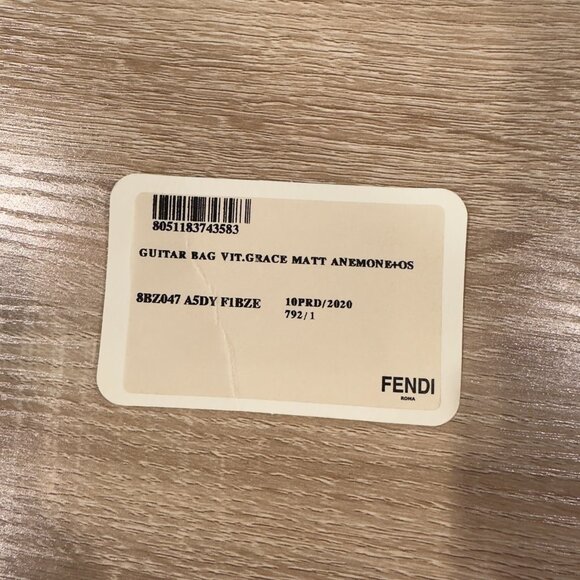 8051183743583
GUITAR BAG VIT.GRACE MATT ANEMONE+OS
8BZ047 A5DY F1BZE 10PRD/2020
792/1
FENDI
ROMA